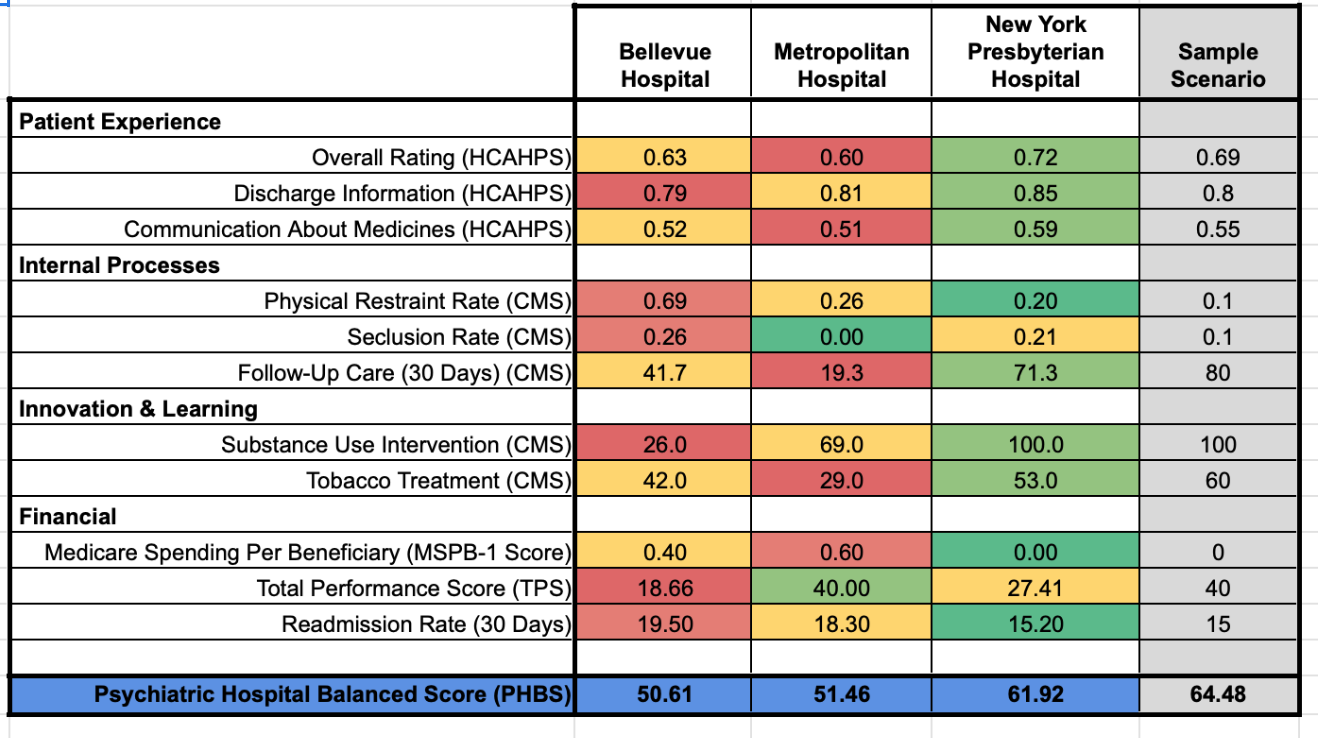 Bellevue Hospital Metropolitan Hospital New York Presbyterian Hospital Sample Scenario
Patient Experience
Overall Rating (HCAHPS) 0.63 0.60 0.72 0.69
Discharge Information (HCAHPS) 0.79 0.81 0.85 0.8
Communication About Medicines (HCAHPS) 0.52 0.51 0.59 0.55
Internal Processes
Physical Restraint Rate (CMS) 0.69 0.26 0.20 0.1
Seclusion Rate (CMS) 0.26 0.00 0.21 0.1
Follow-Up Care (30 Days) (CMS) 41.7 19.3 71.3 80
Innovation & Learning
Substance Use Intervention (CMS) 26.0 69.0 100.0 100
Tobacco Treatment (CMS) 42.0 29.0 53.0 60
Financial
Medicare Spending Per Beneficiary (MSPB-1 Score) 0.40 0.60 0.00 0
Total Performance Score (TPS) 18.66 40.00 27.41 40
Readmission Rate (30 Days) 19.50 18.30 15.20 15
Psychiatric Hospital Balanced Score (PHBS) 50.61 51.46 61.92 64.48